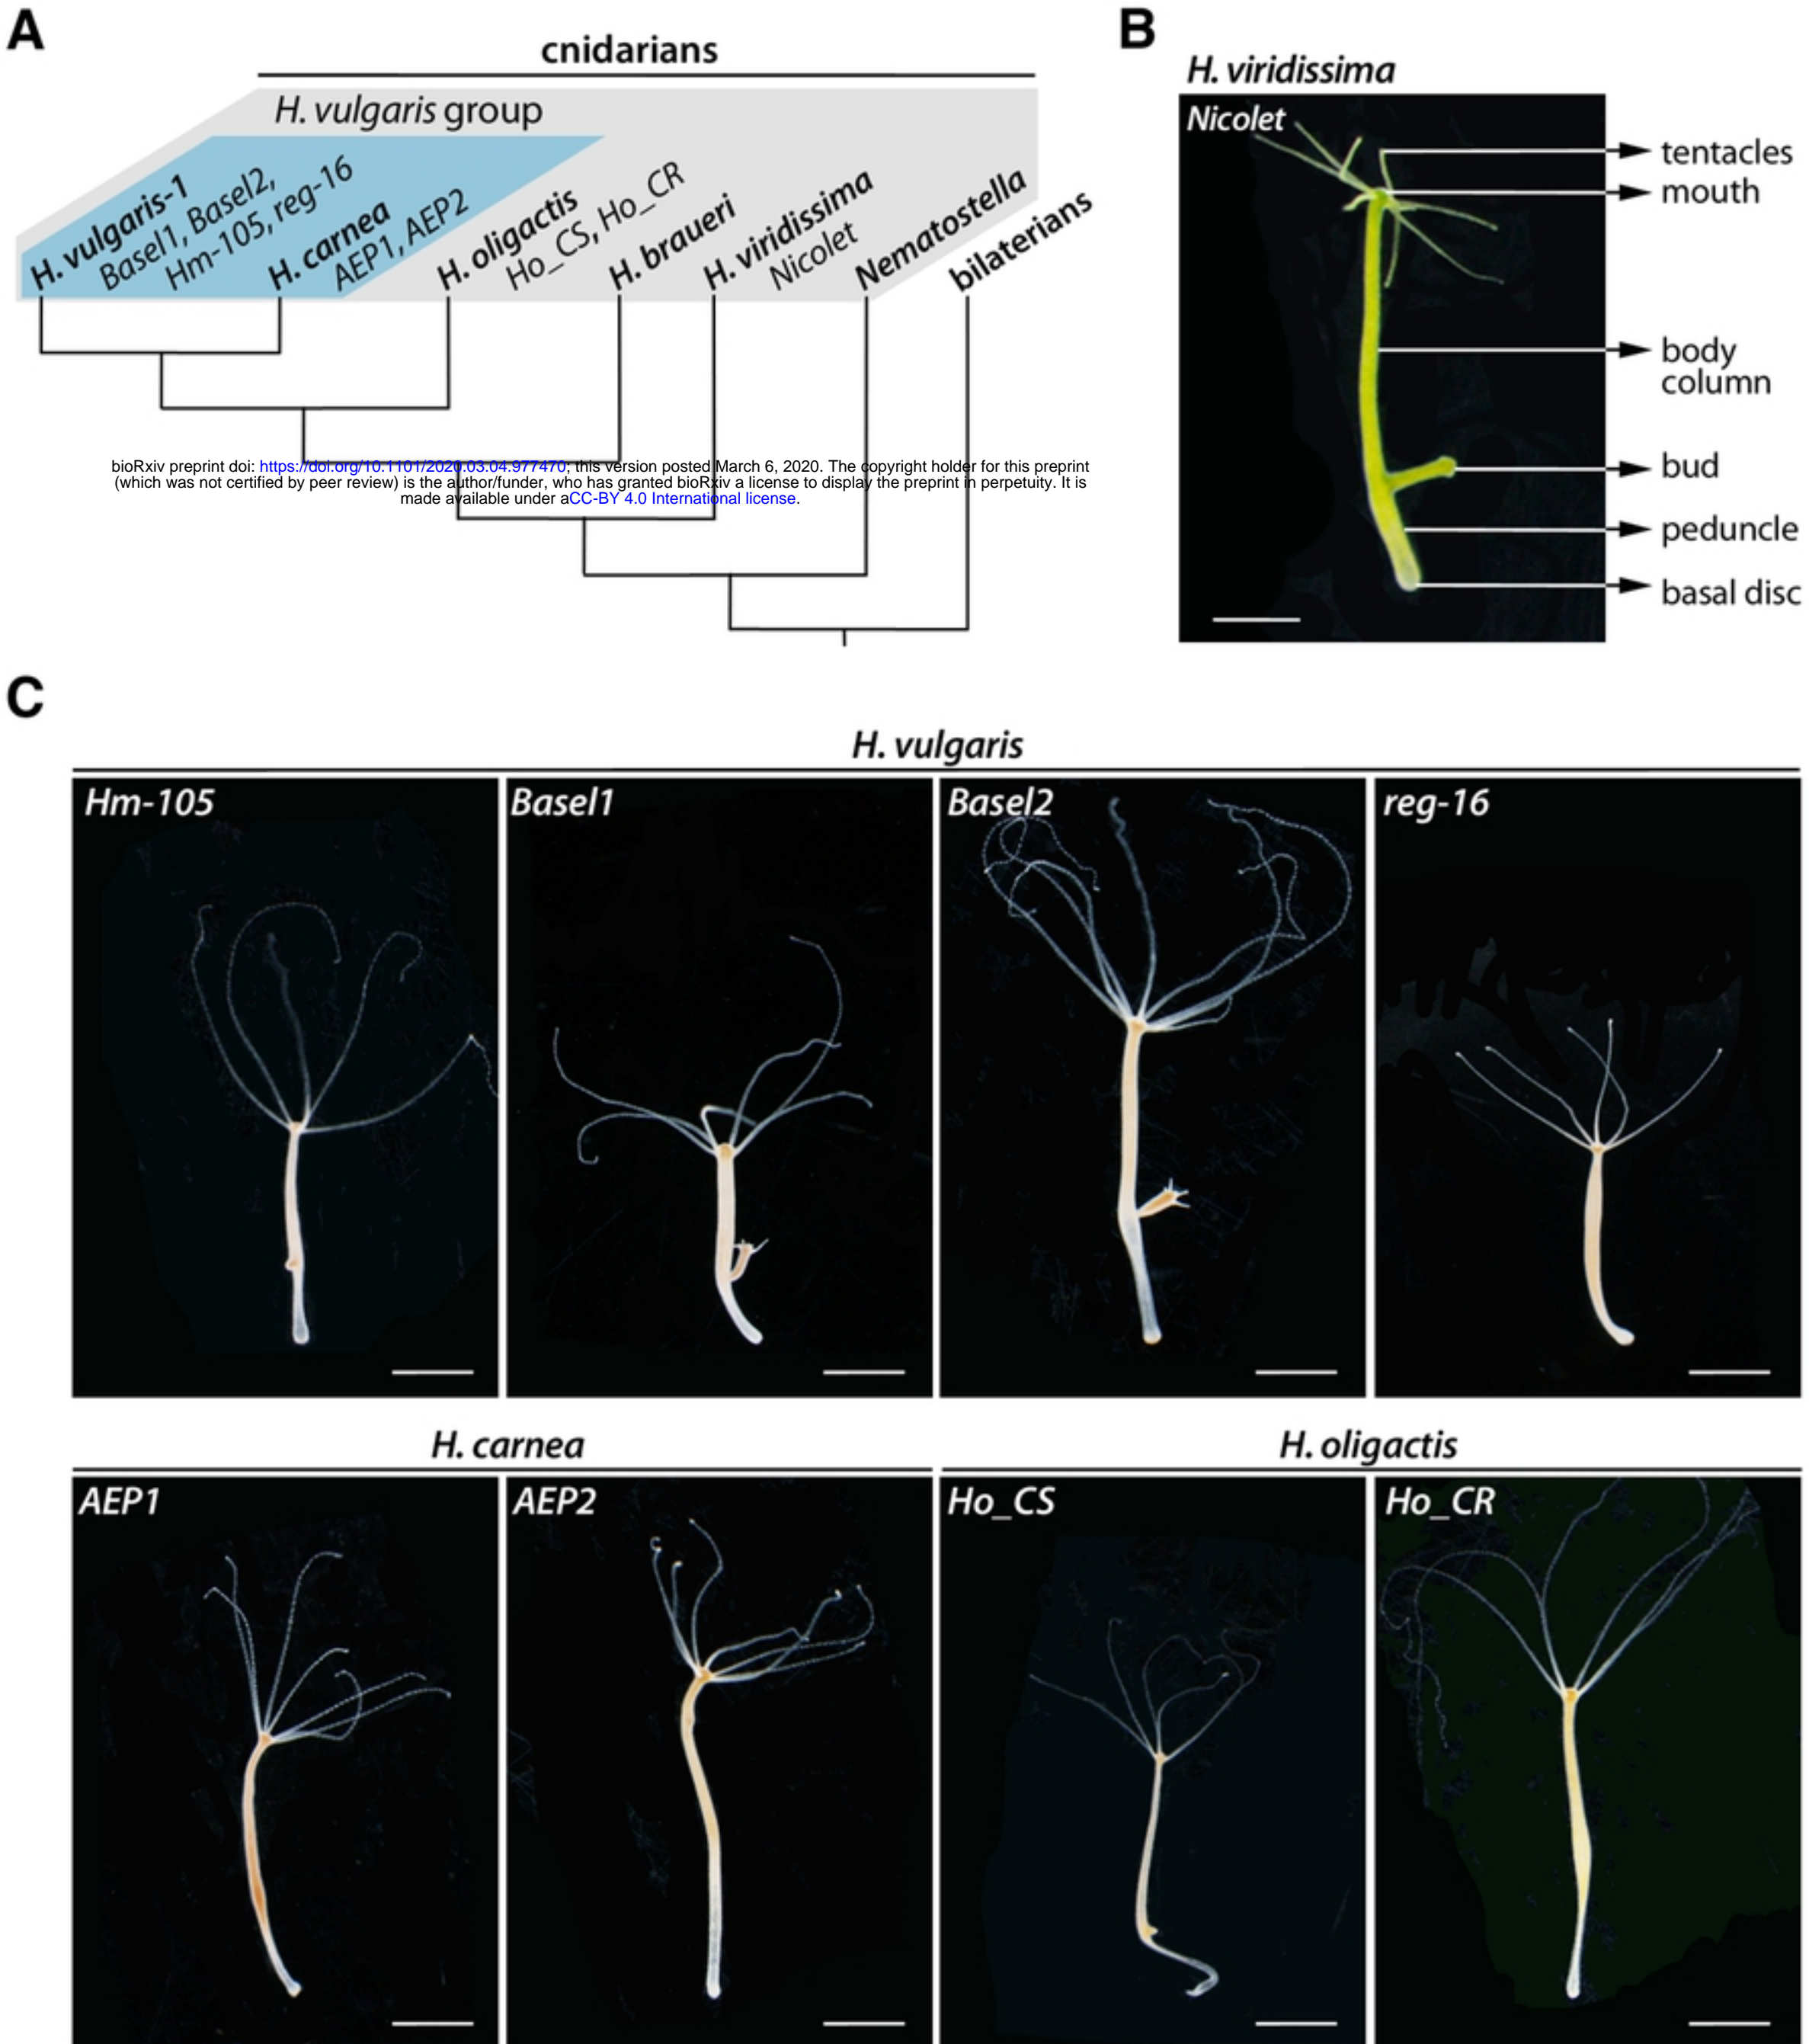 A
cnidarians
H. vulgaris group
H. vulgaris-1
Basel1, Basel2,
Hm-105, reg-16
H. carnea
AEP1, AEP2
H. oligactis
Ho_CS, Ho_CR
H. braueri
H. viridissima
Nicolet
Nematostella
bilaterians
bioRxiv preprint doi: https://doi.org/10.1101/2020.03.04.977470; this version posted March 6, 2020. The copyright holder for this preprint
(which was not certified by peer review) is the author/funder, who has granted bioRxiv a license to display the preprint in perpetuity. It is
made available under aCC-BY 4.0 International license.
B
H. viridissima
Nicolet
tentacles
mouth
body
column
bud
peduncle
basal disc
C
H. vulgaris
Hm-105
Basel1
Basel2
reg-16
H. carnea
H. oligactis
AEP1
AEP2
Ho_CS
Ho_CR